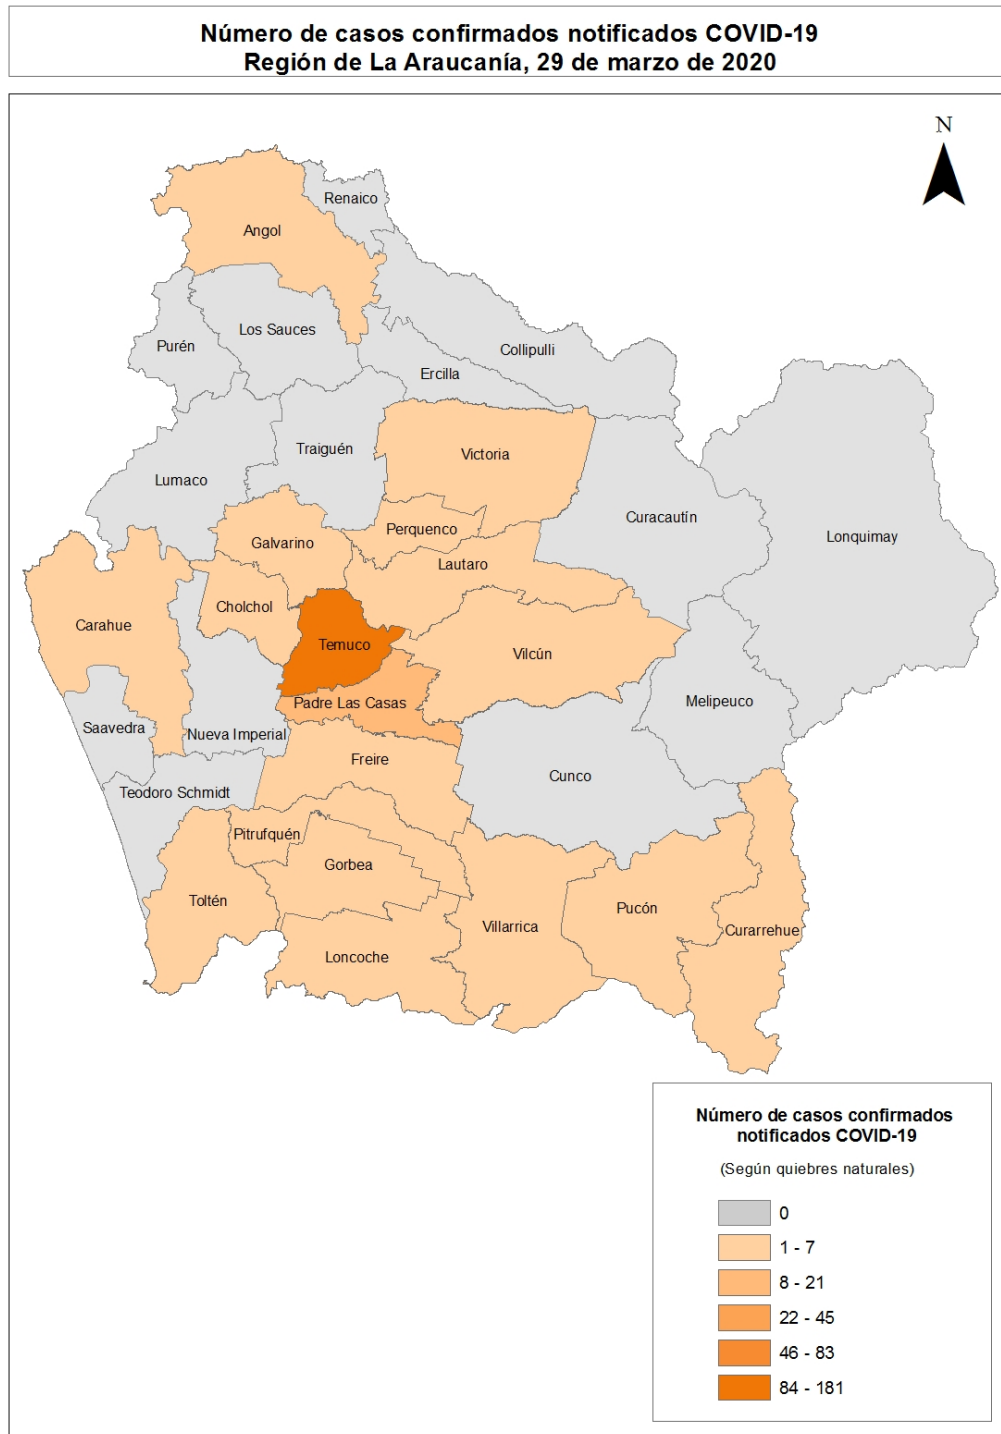 Número de casos confirmados notificados COVID-19
Región de La Araucanía, 29 de marzo de 2020
N
Renaico
Angol
Los Sauces
Purén
Collipulli
Ercilla
Traiguén
Victoria
Lumaco
Curacautín
Perquenco
Lonquimay
Galvarino
Lautaro
Cholchol
Carahue
Temuco
Vilcún
Melipeuco
Padre Las Casas
Saavedra
Nueva Imperial
Freire
Cunco
Teodoro Schmidt
Pitrufquén
Gorbea
Toltén
Pucón
Villarrica
Curarrehue
Loncoche
Número de casos confirmados
notificados COVID-19
(Según quiebres naturales)
0
1 - 7
8 - 21
22 - 45
46 - 83
84 - 181